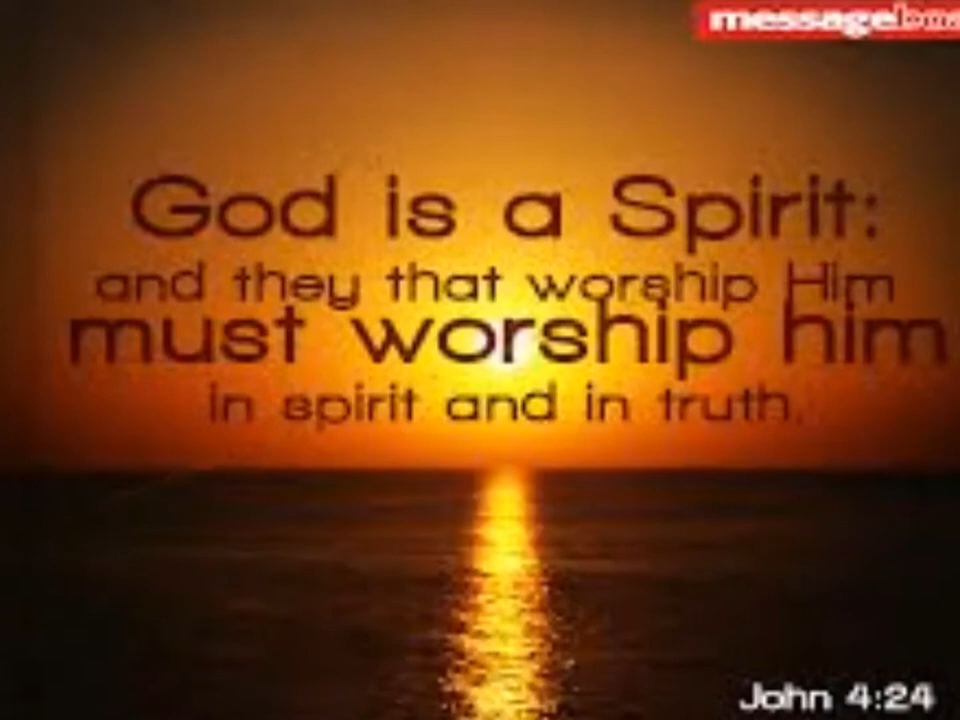 message
God is a Spirit:
and they that worship Him
must worship him
in spirit and in truth.
John 4:24